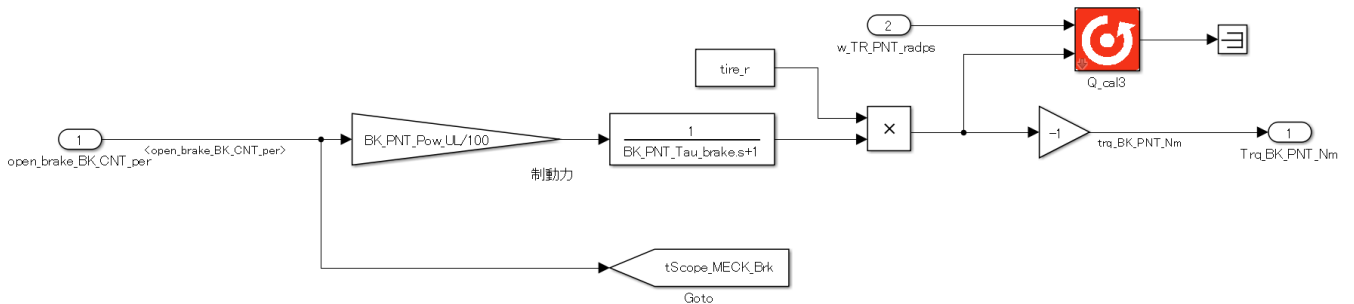 2
w_TR_PNT_radps
Q_cal3
tire_r
×
1
open_brake_BK_CNT_per
<open_brake_BK_CNT_per>
BK_PNT_Pow_UL/100
制動力
1
BK_PNT_Tau_brake.s+1
-1
trq_BK_PNT_Nm
1
Trq_BK_PNT_Nm
tScope_MECK_Brk
Goto